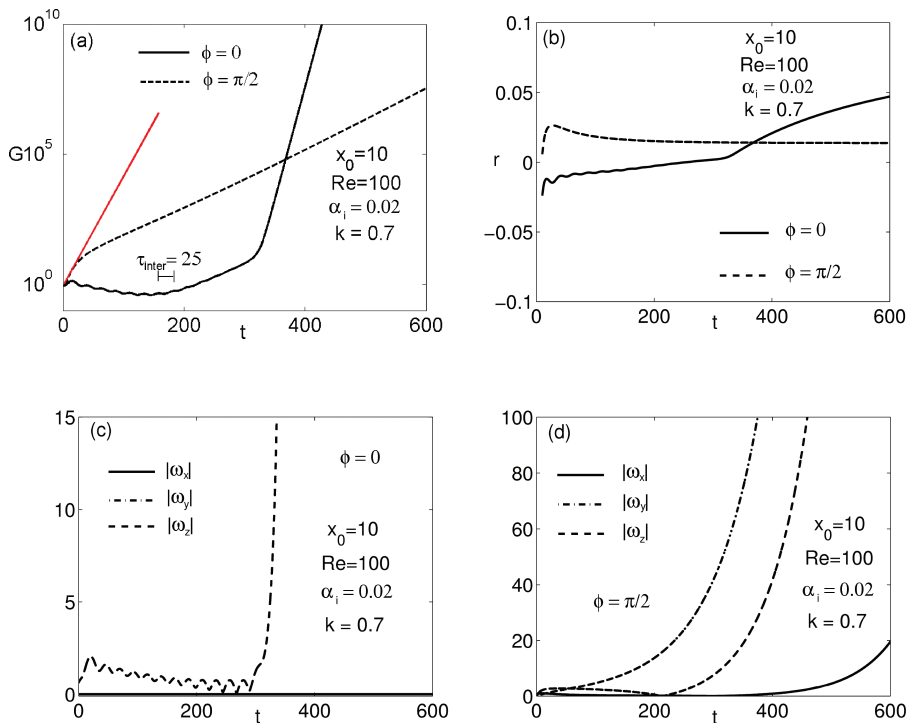 (a)
10^10
G10^5
10^0
ϕ = 0
ϕ = π/2
x_0=10
Re=100
α_i = 0.02
k = 0.7
τ_Inter= 25
0 200 400 600
t
(b)
0.1
0.05
r 0
−0.05
−0.1
x_0=10
Re=100
α_i = 0.02
k = 0.7
ϕ = 0
ϕ = π/2
0 200 400 600
t
(c)
15
10
5
0
|ω_x|
|ω_y|
|ω_z|
ϕ = 0
x_0=10
Re=100
α_i = 0.02
k = 0.7
0 200 400 600
t
(d)
100
80
60
40
20
0
|ω_x|
|ω_y|
|ω_z|
ϕ = π/2
x_0=10
Re=100
α_i = 0.02
k = 0.7
0 200 400 600
t